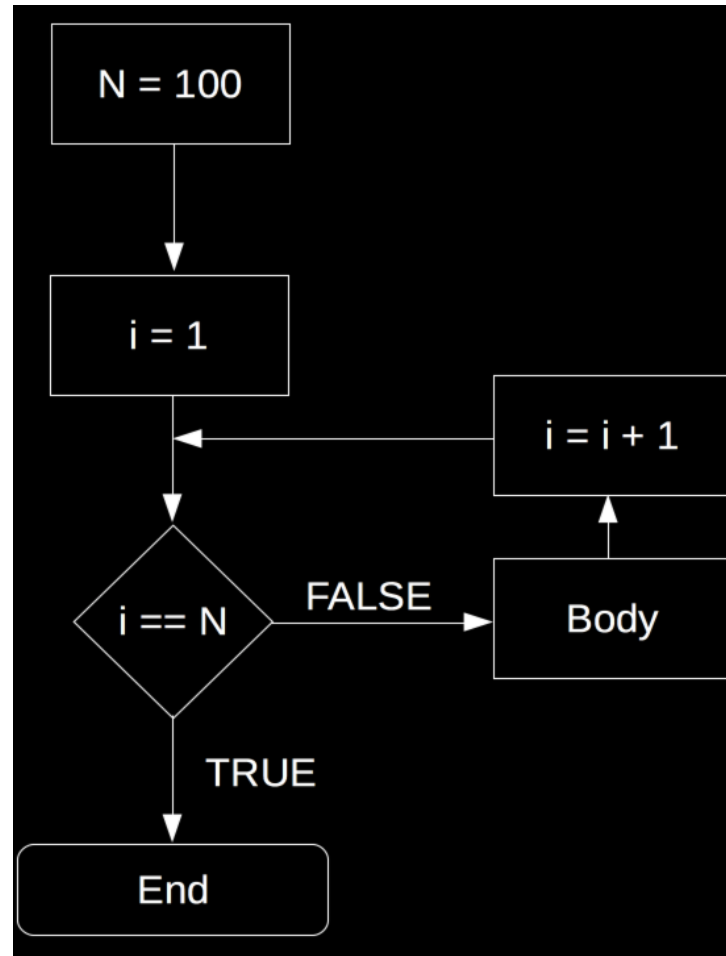 N = 100
i = 1
i = i + 1
i == N
FALSE
Body
TRUE
End